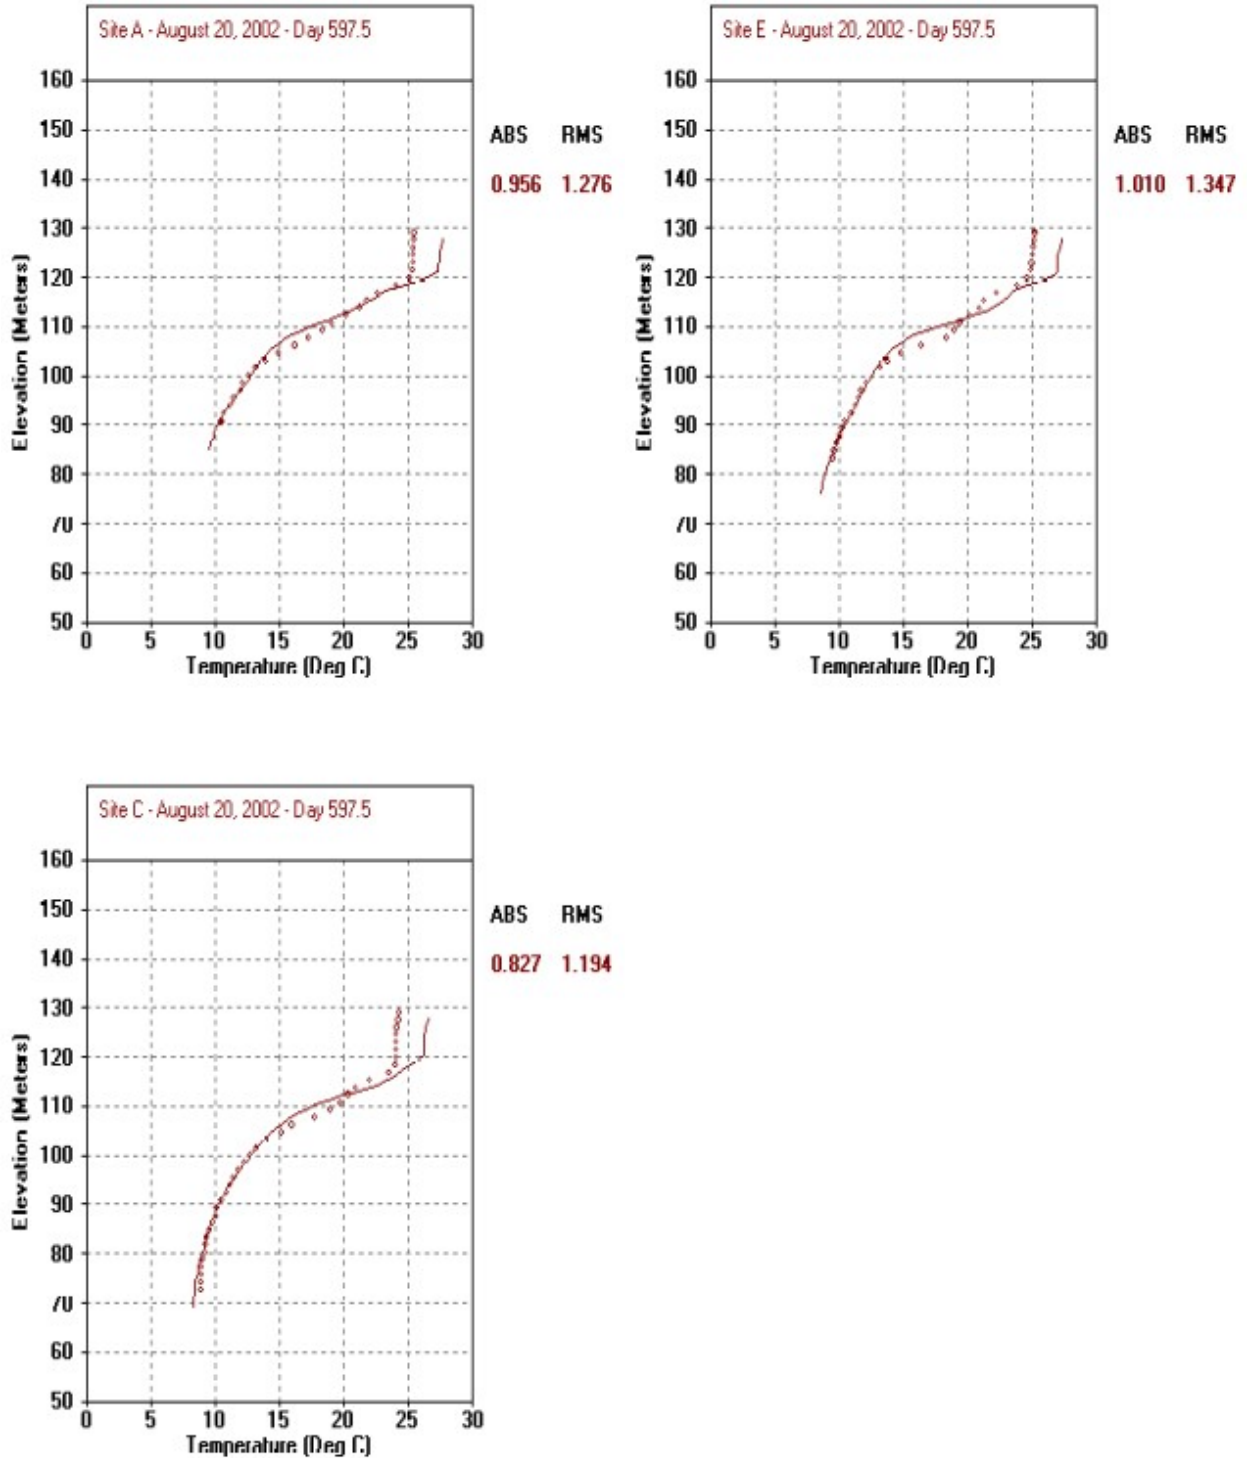 Site A - August 20, 2002 - Day 597.5
160
150
140
130
120
110
100
90
80
70
60
50
0 5 10 15 20 25 30
Elevation (Meters)
Temperature (Deg C)
ABS RMS
0.956 1.276
Site E - August 20, 2002 - Day 597.5
160
150
140
130
120
110
100
90
80
70
60
50
0 5 10 15 20 25 30
Elevation (Meters)
Temperature (Deg C)
ABS RMS
1.010 1.347
Site C - August 20, 2002 - Day 597.5
160
150
140
130
120
110
100
90
80
70
60
50
0 5 10 15 20 25 30
Elevation (Meters)
Temperature (Deg C)
ABS RMS
0.827 1.194